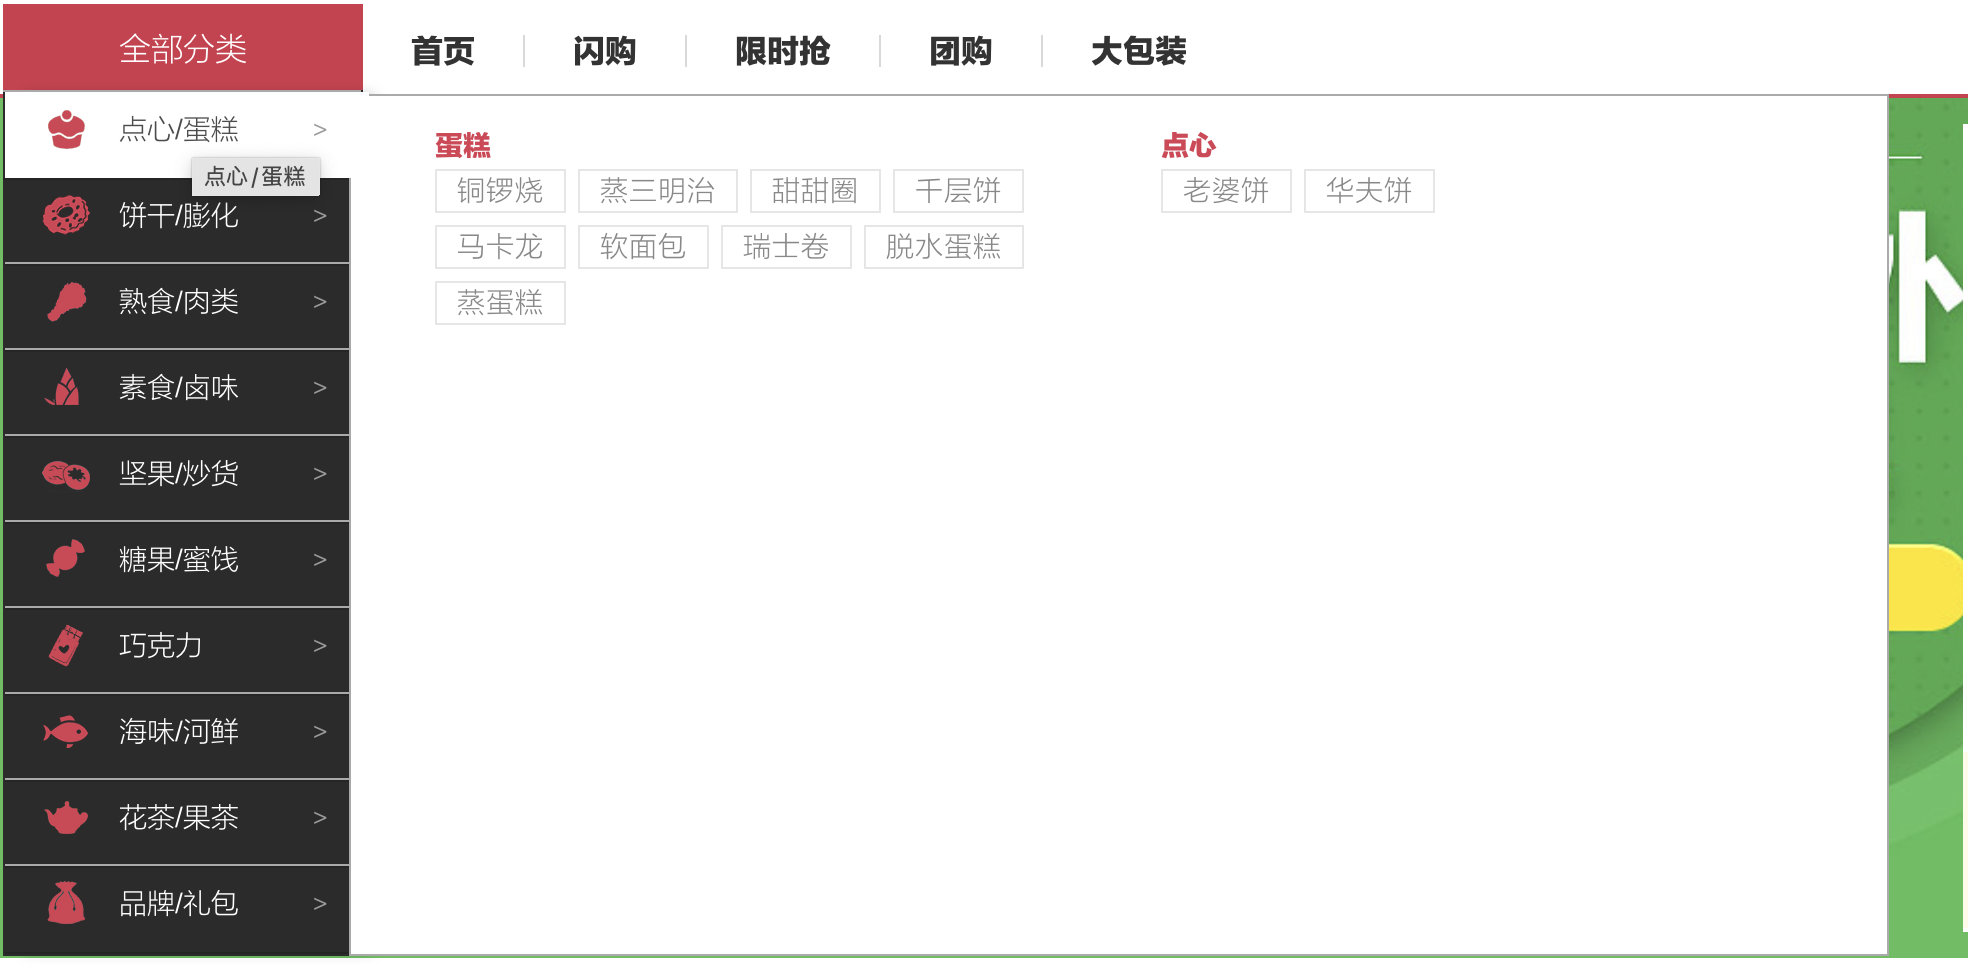 全部分类
首页
闪购
限时抢
团购
大包装
点心/蛋糕 >
点心/蛋糕
饼干/膨化 >
熟食/肉类 >
素食/卤味 >
坚果/炒货 >
糖果/蜜饯 >
巧克力 >
海味/河鲜 >
花茶/果茶 >
品牌/礼包 >
蛋糕
铜锣烧 蒸三明治 甜甜圈 千层饼
马卡龙 软面包 瑞士卷 脱水蛋糕
蒸蛋糕
点心
老婆饼 华夫饼